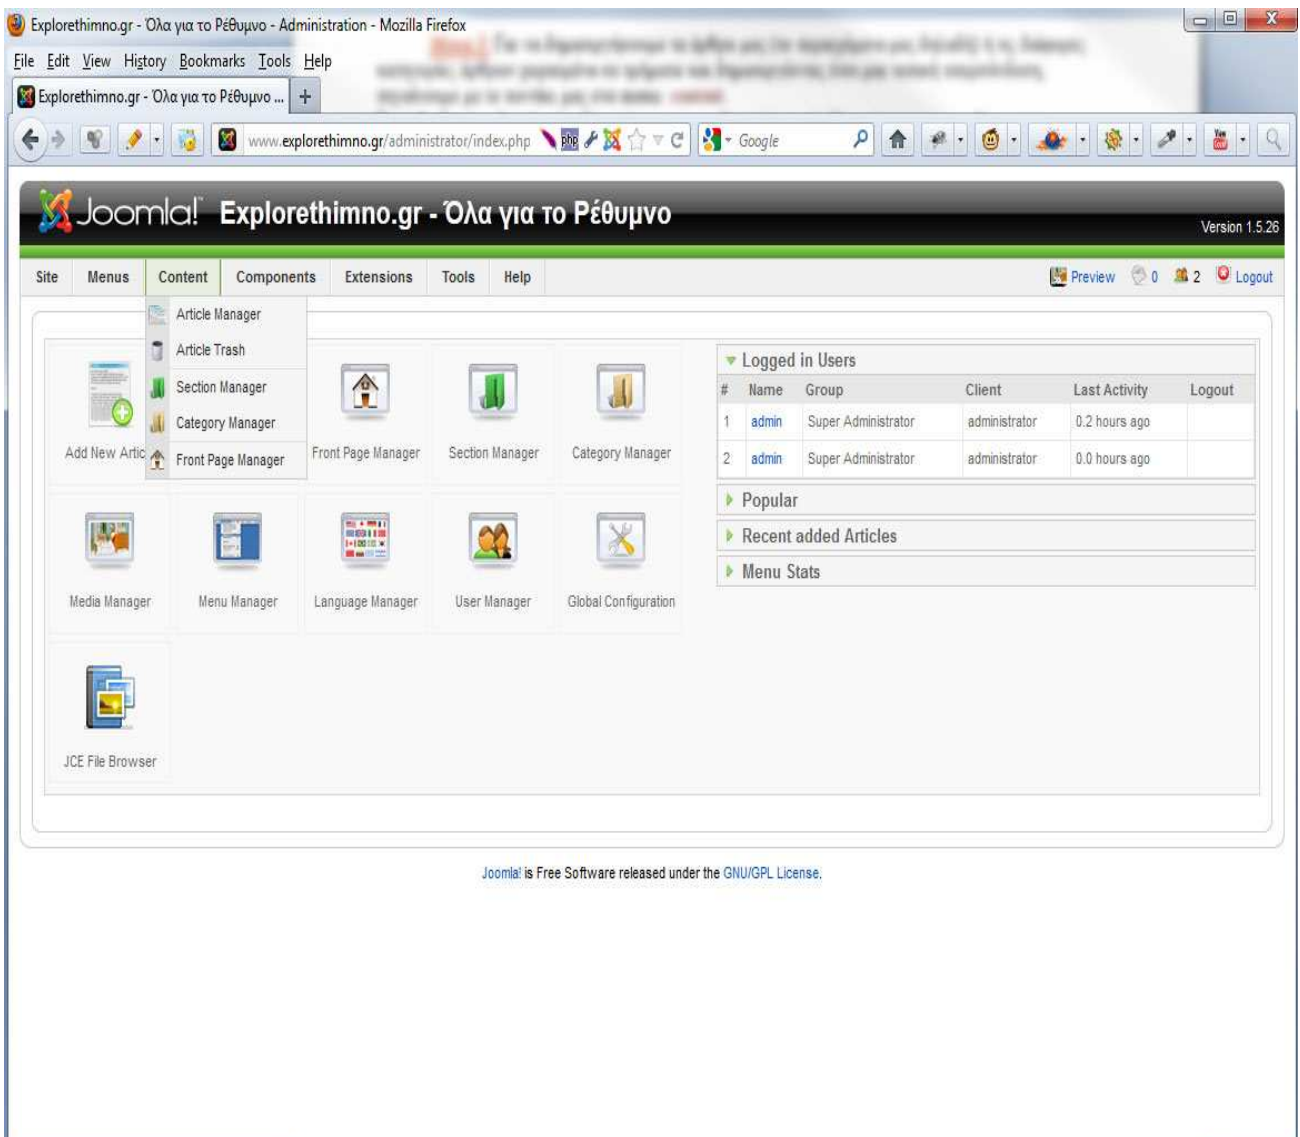 Explorethimno.gr - Όλα για το Ρέθυμνο - Administration - Mozilla Firefox
File Edit View History Bookmarks Tools Help
Explorethimno.gr - Όλα για το Ρέθυμνο ... +
www.explorethimno.gr/administrator/index.php php Google You
Joomla! Explorethimno.gr - Όλα για το Ρέθυμνο
Version 1.5.26
Site Menus Content Components Extensions Tools Help Preview 0 2 Logout
Article Manager
Article Trash
Section Manager
Category Manager
Front Page Manager
Add New Artic
Front Page Manager
Section Manager
Category Manager
Media Manager
Menu Manager
Language Manager
User Manager
Global Configuration
JCE File Browser
Logged in Users
# Name Group Client Last Activity Logout
1 admin Super Administrator administrator 0.2 hours ago
2 admin Super Administrator administrator 0.0 hours ago
Popular
Recent added Articles
Menu Stats
Joomla! is Free Software released under the GNU/GPL License.